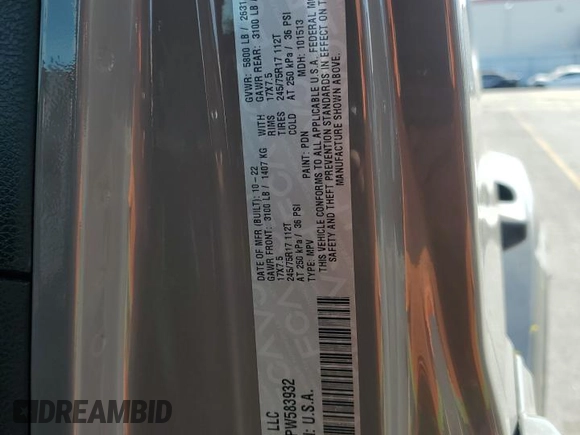 LLC
PW583932
U.S.A.
DATE OF MFR (BUILT): 10-22
GVWR: 5800 LB / 2631
GAWR FRONT: 3100 LB / 1407 KG WITH
GAWR REAR: 3100 LB
17X7.5 RIMS 17X7.5
245/75R17 112T TIRES 245/75R17 112T
AT 250 kPa / 36 PSI COLD AT 250 kPa / 36 PSI
TYPE: MPV PAINT: PDN MDH: 101513
THIS VEHICLE CONFORMS TO ALL APPLICABLE U.S.A. FEDERAL
SAFETY AND THEFT PREVENTION STANDARDS IN EFFECT ON
MANUFACTURE SHOWN ABOVE.
IDREAMBID